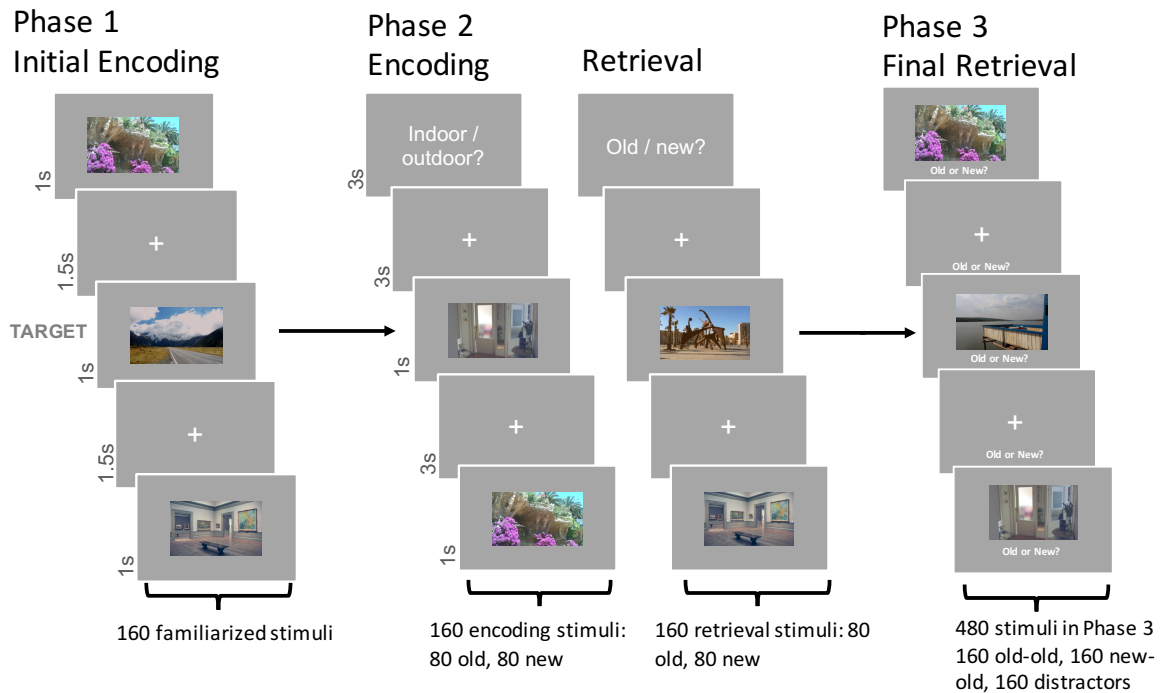 Phase 1
Initial Encoding
1s
1.5s
TARGET
1s
1.5s
1s
160 familiarized stimuli
Phase 2
Encoding
Indoor /
outdoor?
3s
3s
1s
3s
1s
160 encoding stimuli:
80 old, 80 new
Retrieval
Old / new?
160 retrieval stimuli: 80
old, 80 new
Phase 3
Final Retrieval
Old or New?
Old or New?
Old or New?
Old or New?
Old or New?
480 stimuli in Phase 3
160 old-old, 160 new-
old, 160 distractors